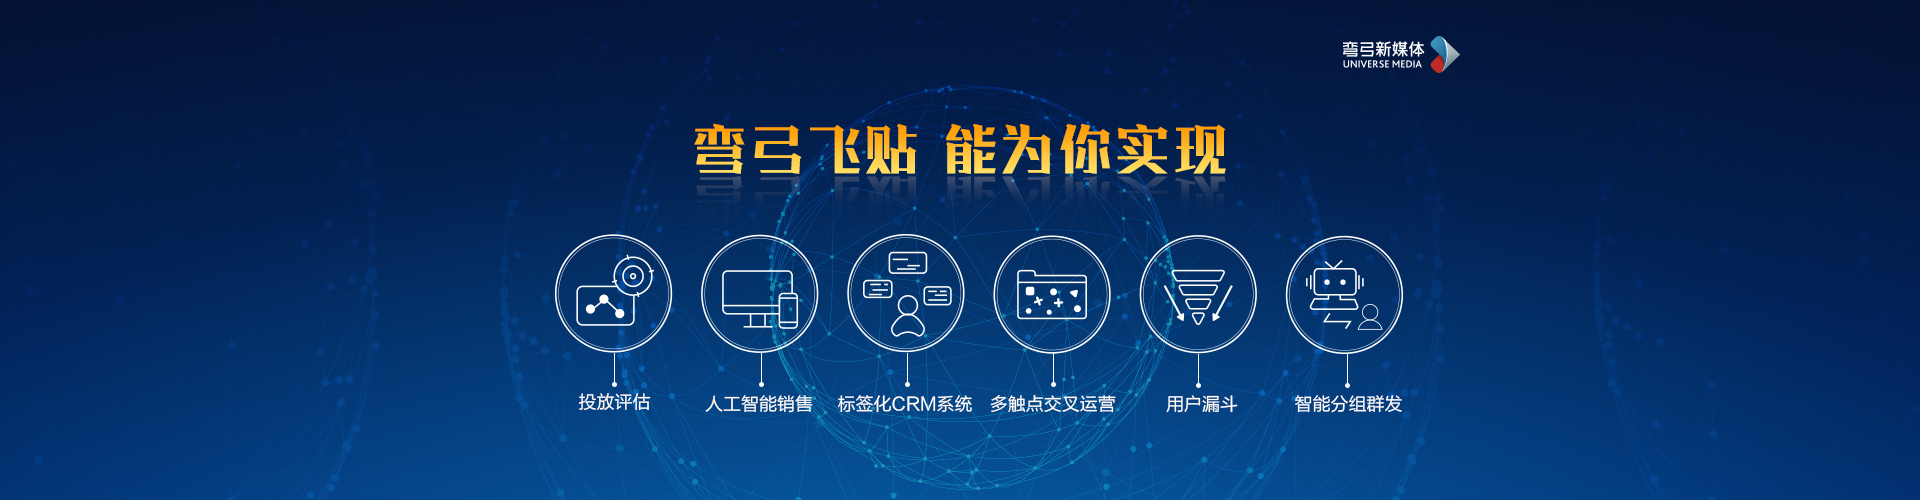 弯弓新媒体
UNIVERSE MEDIA
弯弓飞贴 能为你实现
投放评估
人工智能销售
标签化CRM系统
多触点交叉运营
用户漏斗
智能分组群发